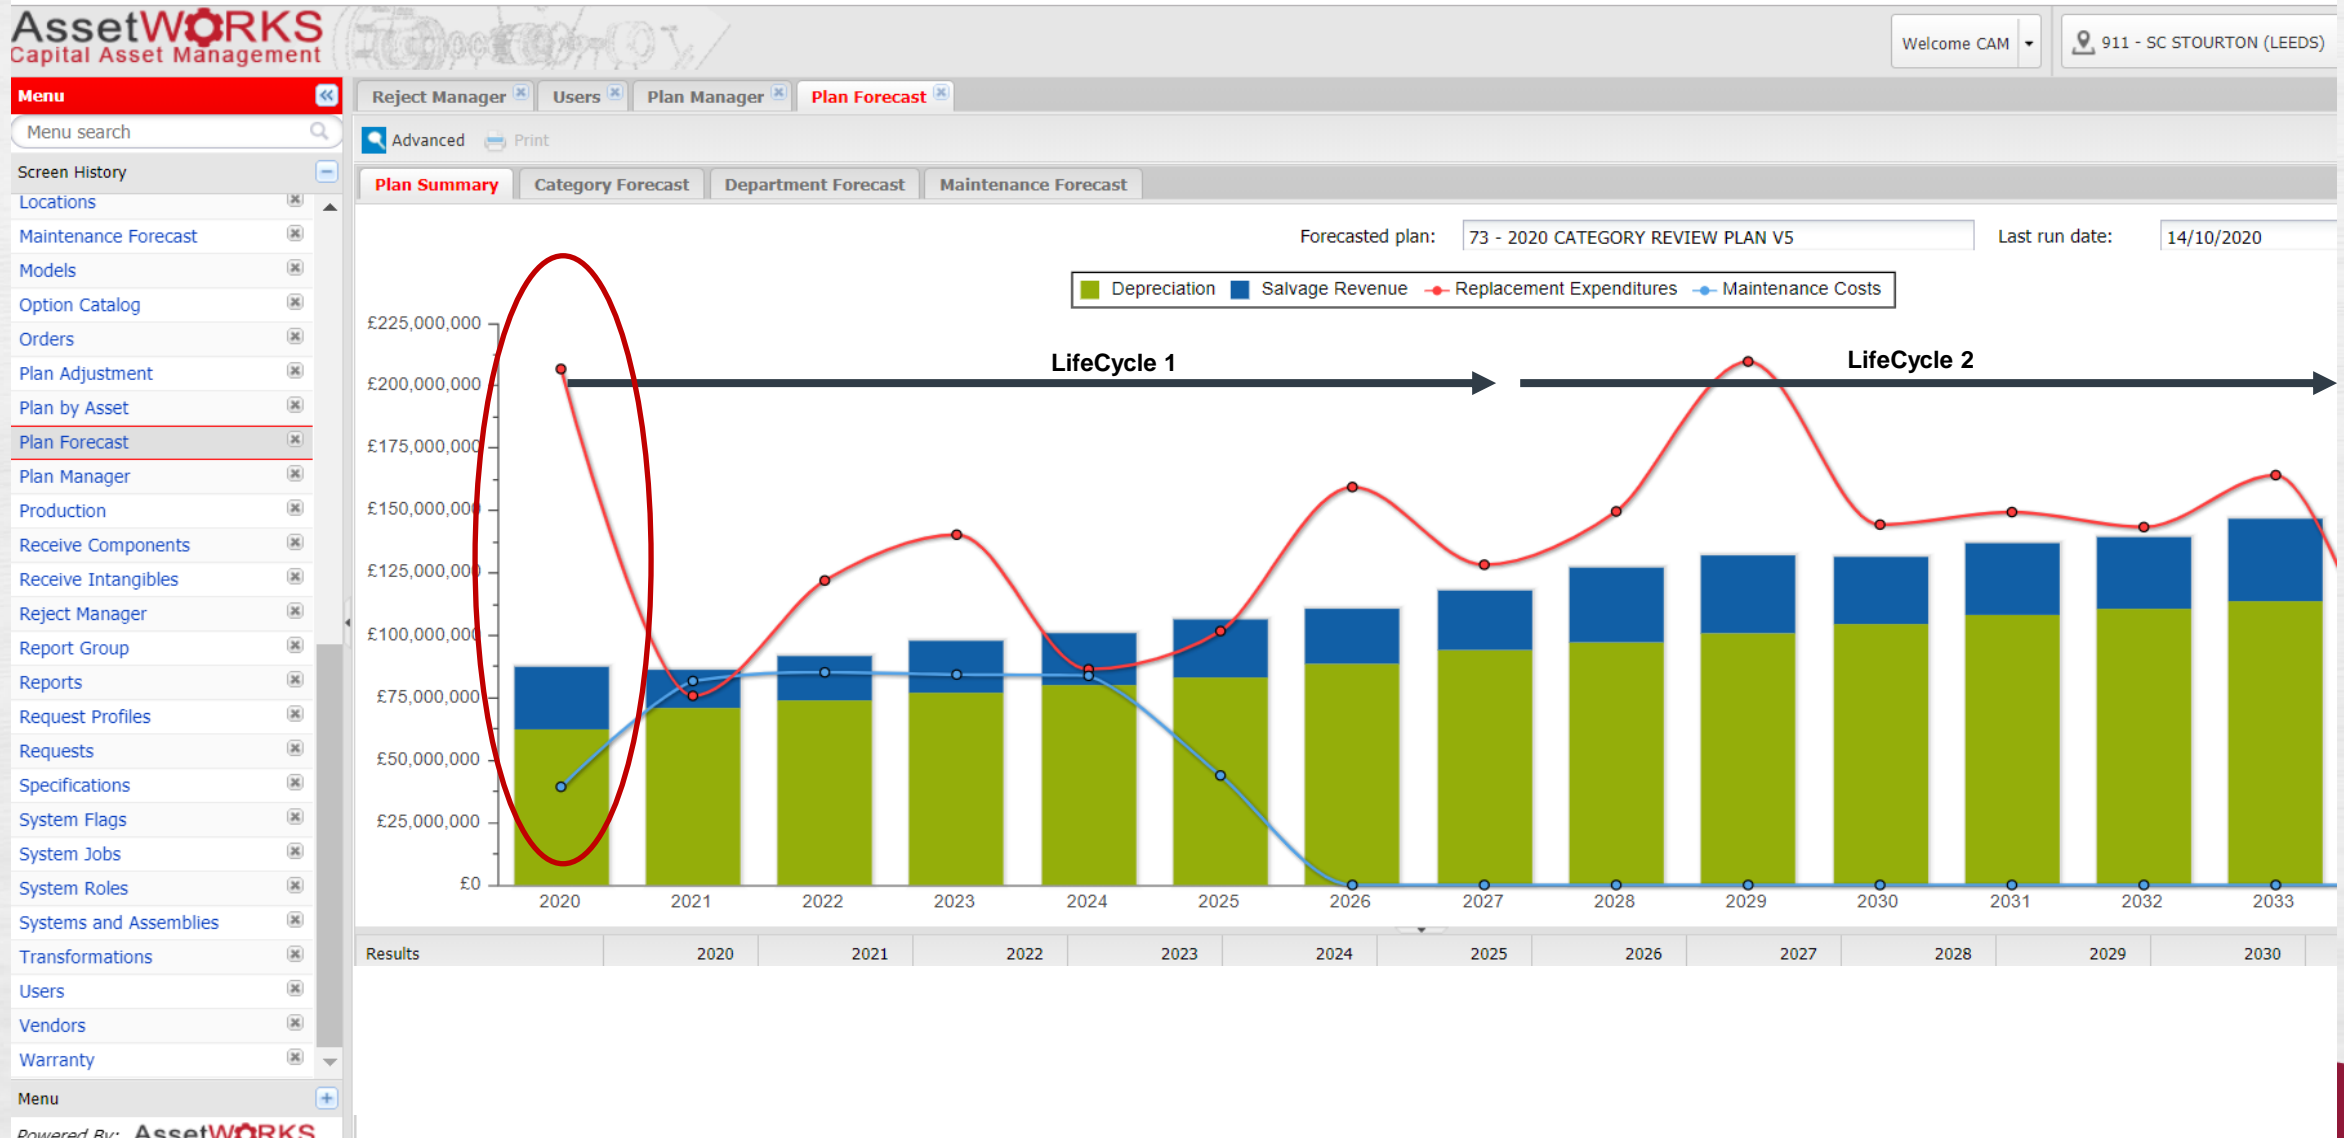 AssetWORKS
Capital Asset Management
Welcome CAM
911 - SC STOURTON (LEEDS)
Menu
Reject Manager
Users
Plan Manager
Plan Forecast
Menu search
Advanced
Print
Screen History
Plan Summary
Category Forecast
Department Forecast
Maintenance Forecast
Locations
Maintenance Forecast
Models
Option Catalog
Orders
Plan Adjustment
Plan by Asset
Plan Forecast
Plan Manager
Production
Receive Components
Receive Intangibles
Reject Manager
Report Group
Reports
Request Profiles
Requests
Specifications
System Flags
System Jobs
System Roles
Systems and Assemblies
Transformations
Users
Vendors
Warranty
Menu
Powered By: AssetWORKS
Forecasted plan: 73 - 2020 CATEGORY REVIEW PLAN V5
Last run date: 14/10/2020
Depreciation
Salvage Revenue
Replacement Expenditures
Maintenance Costs
LifeCycle 1
LifeCycle 2
£225,000,000
£200,000,000
£175,000,000
£150,000,000
£125,000,000
£100,000,000
£75,000,000
£50,000,000
£25,000,000
£0
2020 2021 2022 2023 2024 2025 2026 2027 2028 2029 2030 2031 2032 2033
Results 2020 2021 2022 2023 2024 2025 2026 2027 2028 2029 2030